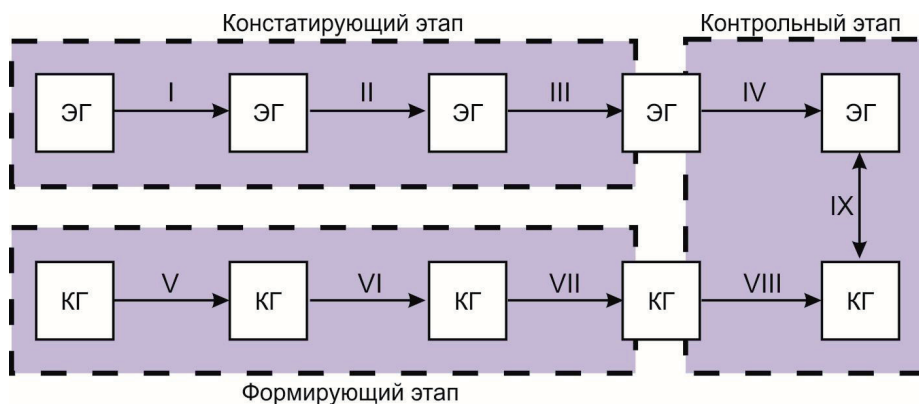 Констатирующий этап
Контрольный этап
ЭГ I ЭГ II ЭГ III ЭГ IV ЭГ
IX
КГ V КГ VI КГ VII КГ VIII КГ
Формирующий этап